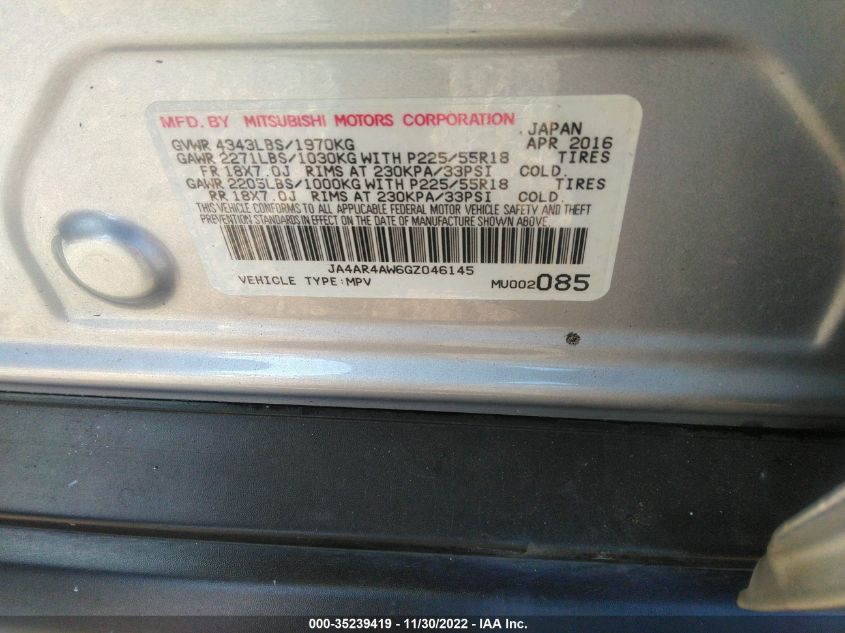 MFD. BY MITSUBISHI MOTORS CORPORATION
JAPAN
GVWR 4343LBS/1970KG APR 2016
GAWR 2271LBS/1030KG WITH P225/55R18 TIRES
FR 18X7.0J RIMS AT 230KPA/33PSI COLD.
GAWR 2203LBS/1000KG WITH P225/55R18 TIRES
RR 18X7.0J RIMS AT 230KPA/33PSI COLD.
THIS VEHICLE CONFORMS TO ALL APPLICABLE FEDERAL MOTOR VEHICLE SAFETY AND THEFT
PREVENTION STANDARDS IN EFFECT ON THE DATE OF MANUFACTURE SHOWN ABOVE.
JA4AR4AW6GZ046145
VEHICLE TYPE:MPV MU002085
000-35239419 - 11/30/2022 - IAA Inc.